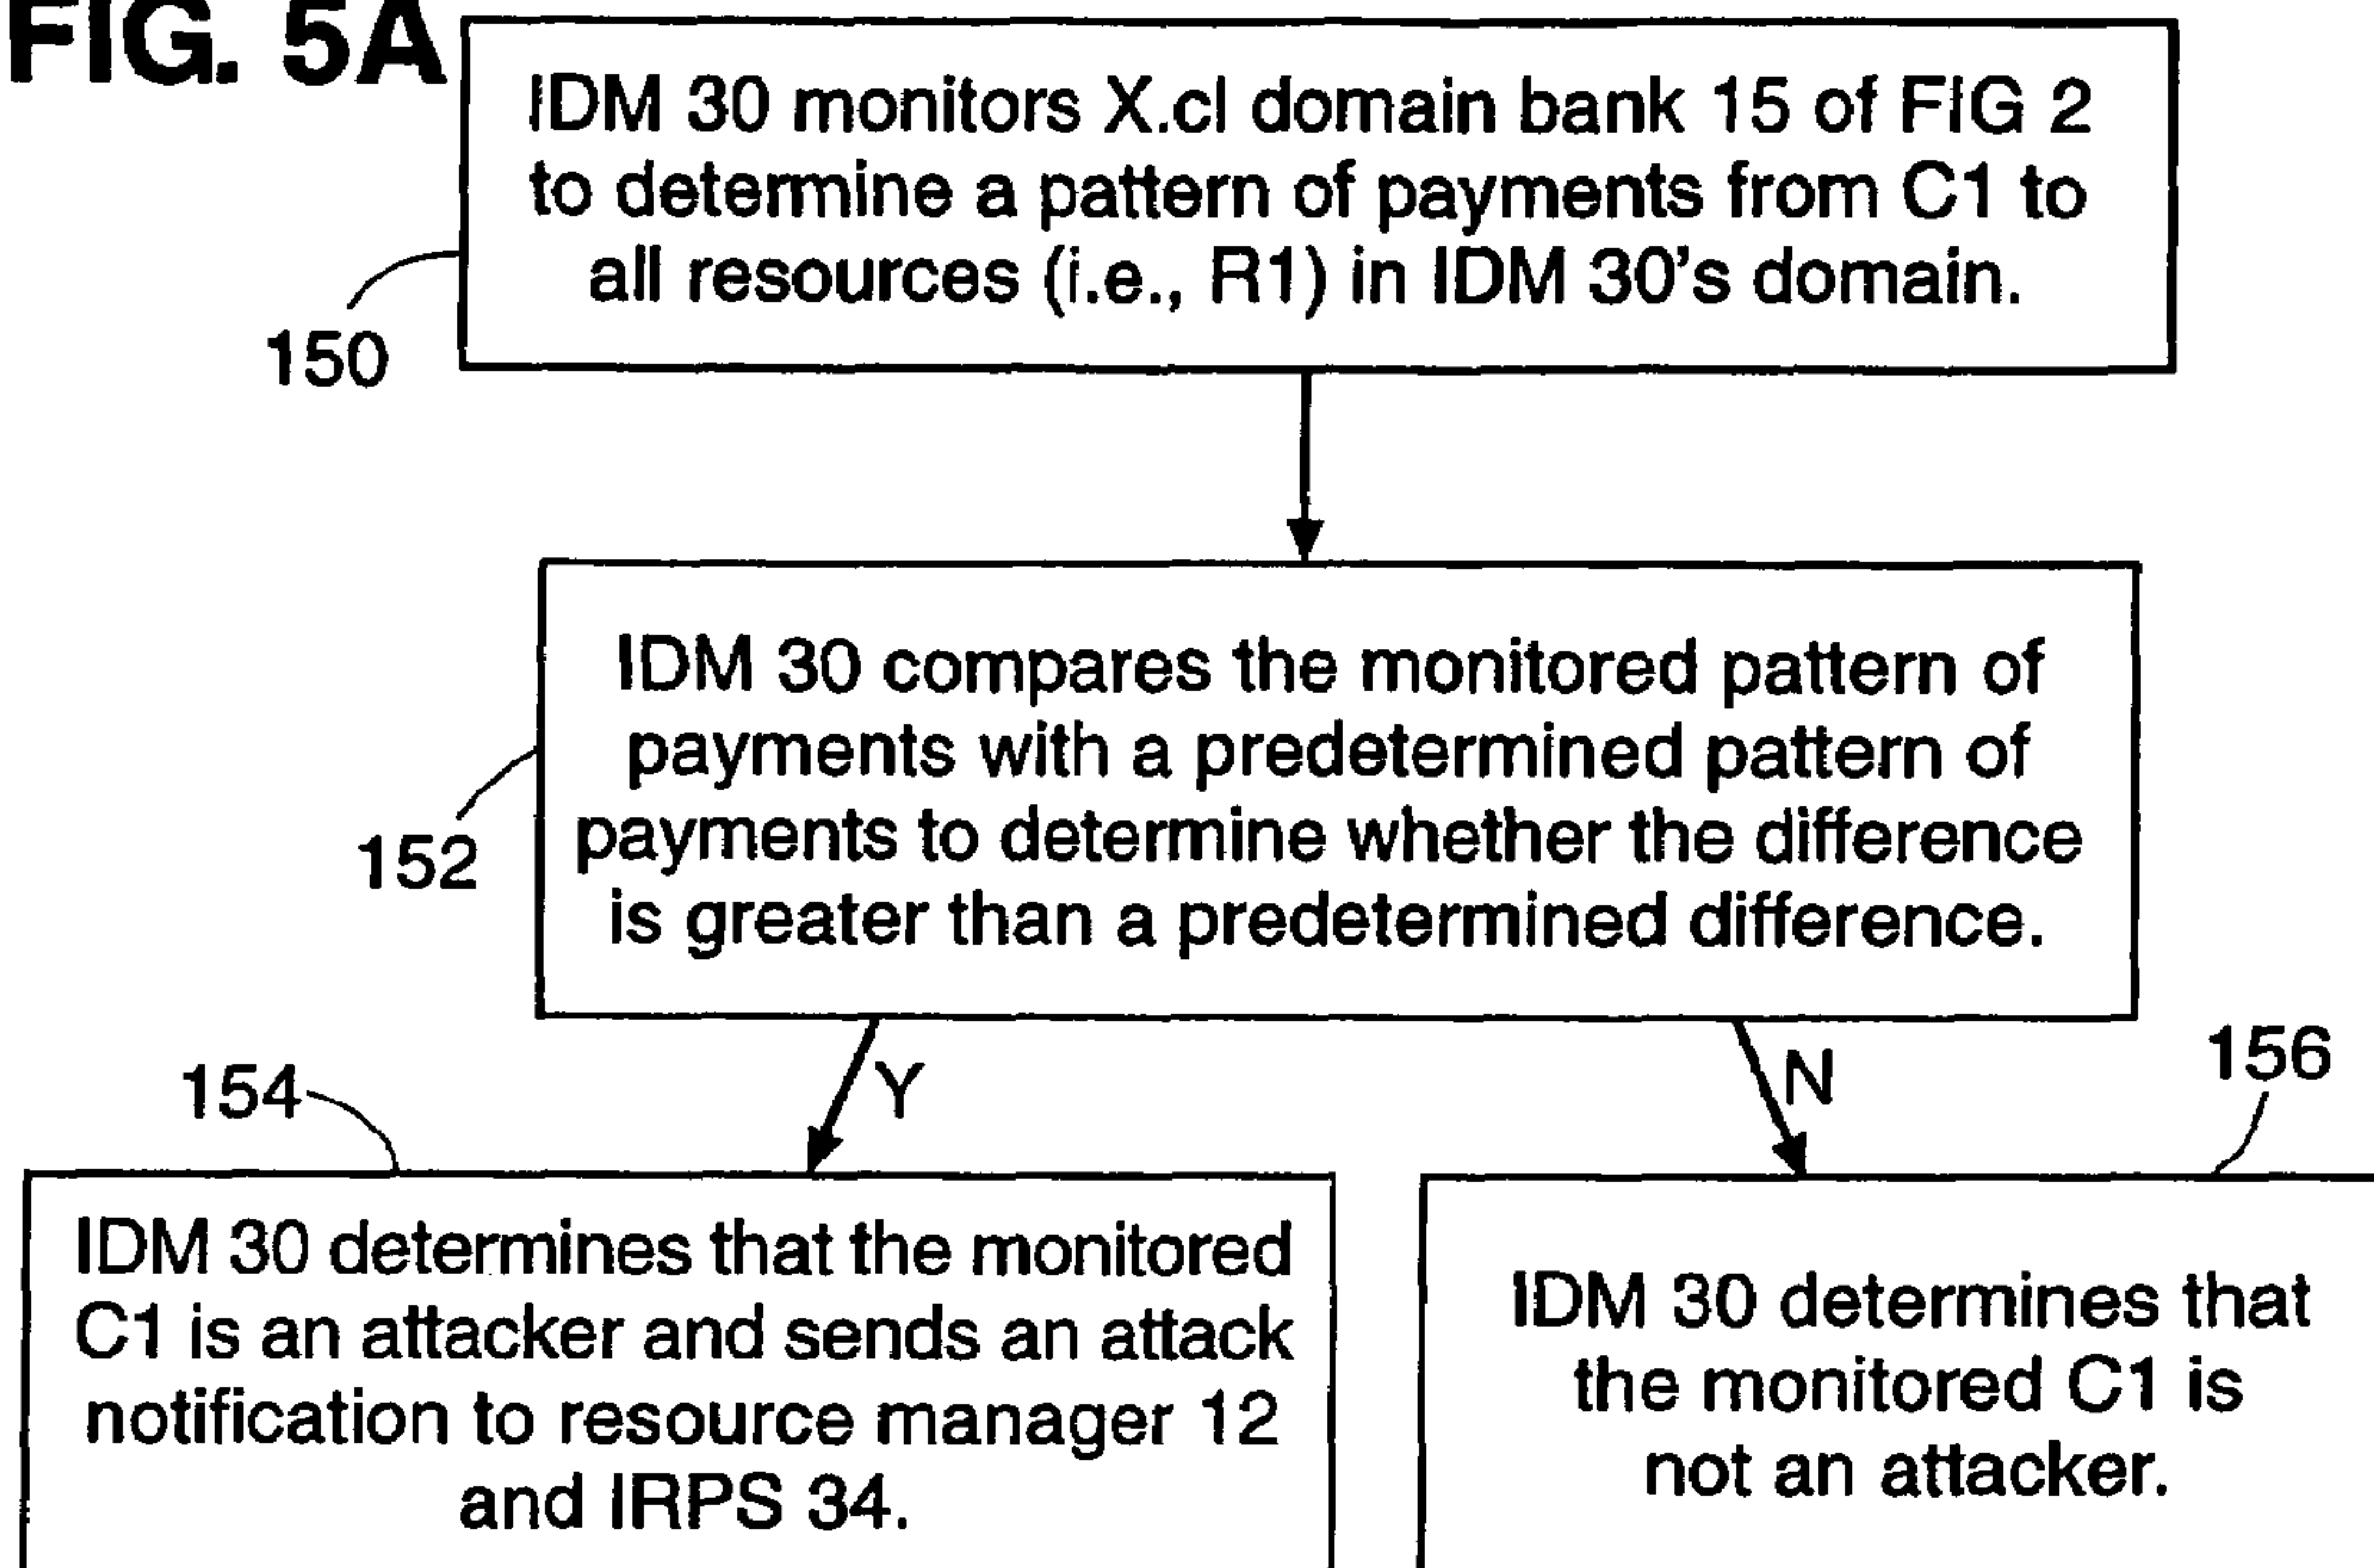 FIG. 5A
IDM 30 monitors X.cl domain bank 15 of FIG 2
to determine a pattern of payments from C1 to
all resources (i.e., R1) in IDM 30's domain.
150
IDM 30 compares the monitored pattern of
payments with a predetermined pattern of
payments to determine whether the difference
is greater than a predetermined difference.
152
Y
N
154
156
IDM 30 determines that the monitored
C1 is an attacker and sends an attack
notification to resource manager 12
and IRPS 34.
IDM 30 determines that
the monitored C1 is
not an attacker.